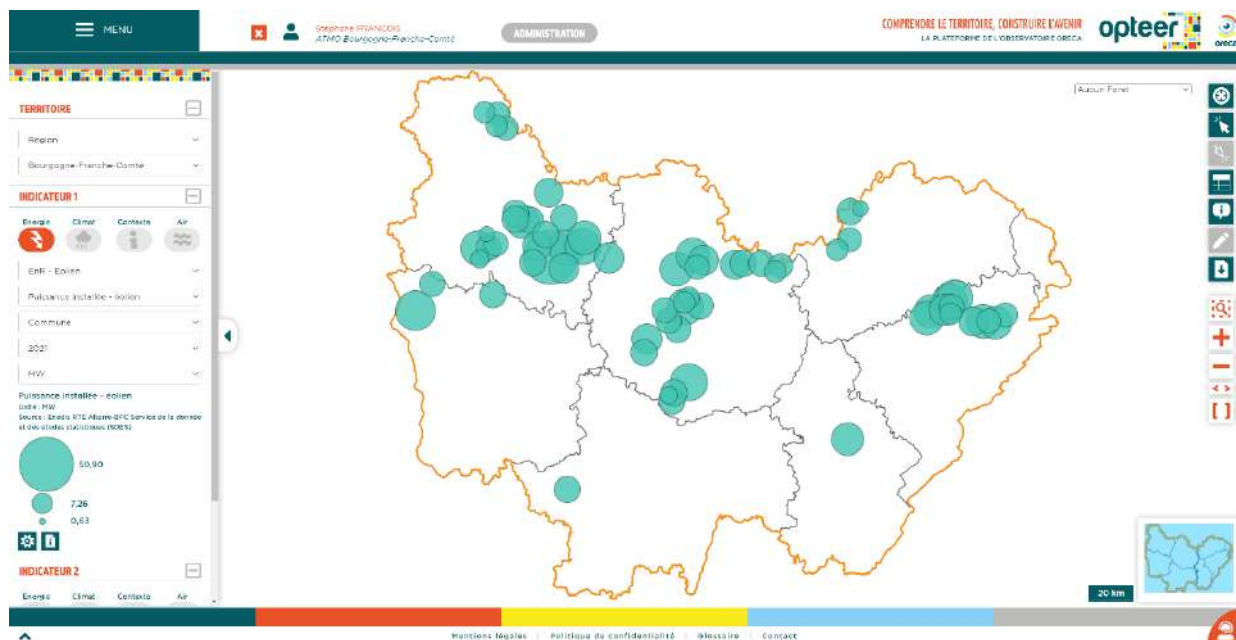 MENU
Stéphane FRANCOIS
ATMO Bourgogne-Franche-Comté
ADMINISTRATION
COMPRENDRE LE TERRITOIRE, CONSTRUIRE L'AVENIR
LA PLATEFORME DE L'OBSERVATOIRE ORECA
opteer
oreca
TERRITOIRE
Région
Bourgogne-Franche-Comté
Aucun Fond
INDICATEUR 1
Energie Climat Contexte Air
EnR - Eolien
Puissance installée - éolien
Commune
2021
MW
Puissance installée - éolien
Unité : MW
Source : Enedis RTE Alterre-BFC Service de la donnée
et des études statistiques (SDES)
50,90
7,26
0,63
INDICATEUR 2
Energie Climat Contexte Air
20 km
Mentions légales | Politique de confidentialité | Glossaire | Contact